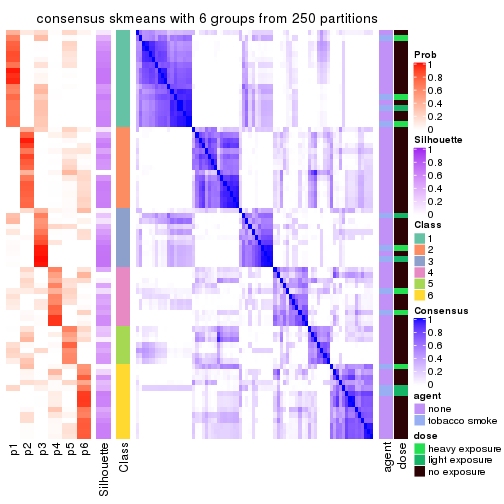 consensus skmeans with 6 groups from 250 partitions
Prob
1
0.8
0.6
0.4
0.2
0
Silhouette
1
0.8
0.6
0.4
0.2
0
Class
1
2
3
4
5
6
Consensus
1
0.8
0.6
0.4
0.2
0
agent
none
tobacco smoke
dose
heavy exposure
light exposure
no exposure
p1
p2
p3
p4
p5
p6
Silhouette
Class
agent
dose